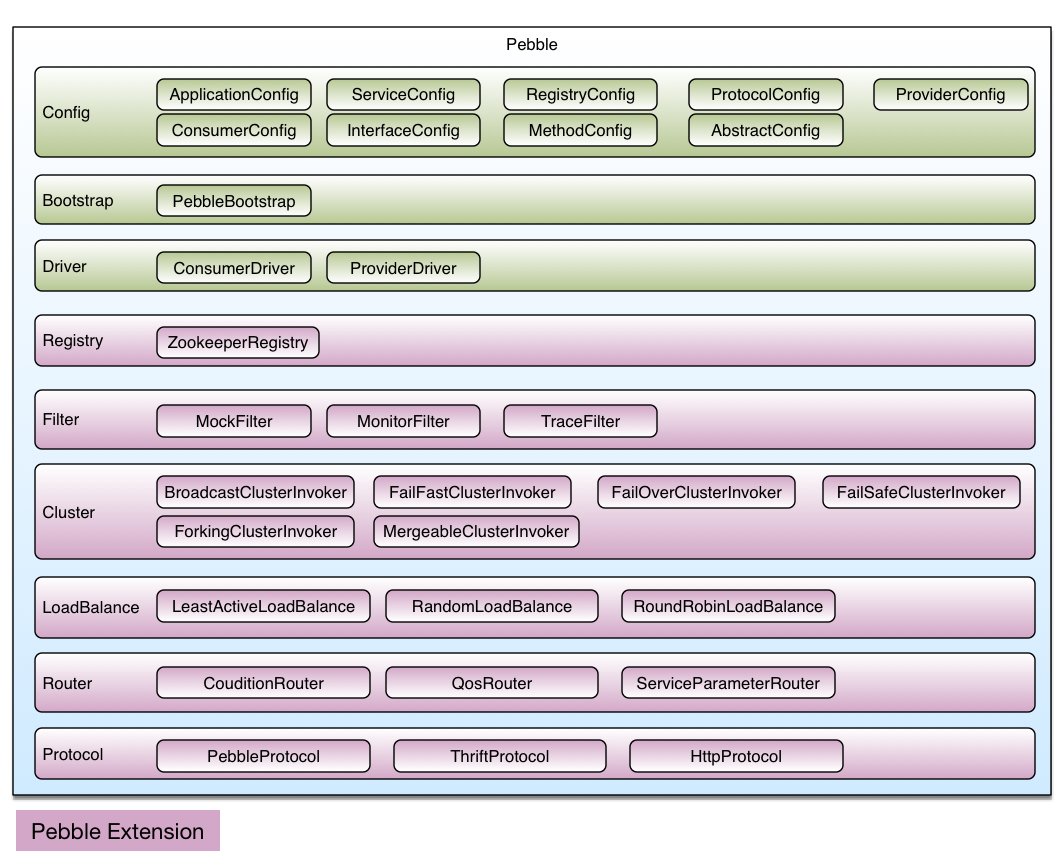 Pebble
Config
ApplicationConfig ServiceConfig RegistryConfig ProtocolConfig ProviderConfig
ConsumerConfig InterfaceConfig MethodConfig AbstractConfig
Bootstrap PebbleBootstrap
Driver ConsumerDriver ProviderDriver
Registry ZookeeperRegistry
Filter MockFilter MonitorFilter TraceFilter
Cluster
BroadcastClusterInvoker FailFastClusterInvoker FailOverClusterInvoker FailSafeClusterInvoker
ForkingClusterInvoker MergeableClusterInvoker
LoadBalance LeastActiveLoadBalance RandomLoadBalance RoundRobinLoadBalance
Router CouditionRouter QosRouter ServiceParameterRouter
Protocol PebbleProtocol ThriftProtocol HttpProtocol
Pebble Extension